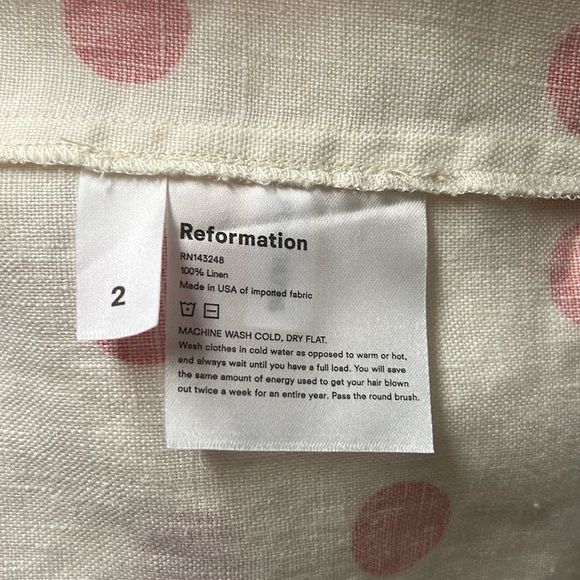 2
Reformation
RN143248
100% Linen
Made in USA of imported fabric
MACHINE WASH COLD, DRY FLAT.
Wash clothes in cold water as opposed to warm or hot,
and always wait until you have a full load. You will save
the same amount of energy used to get your hair blown
out twice a week for an entire year. Pass the round brush.